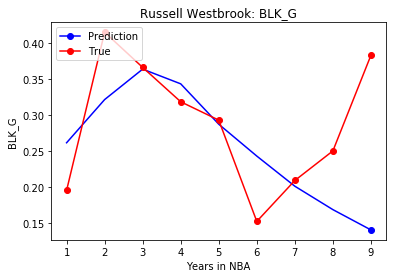 Russell Westbrook: BLK_G
Prediction
True
0.40
0.35
0.30
0.25
0.20
0.15
BLK_G
1 2 3 4 5 6 7 8 9
Years in NBA